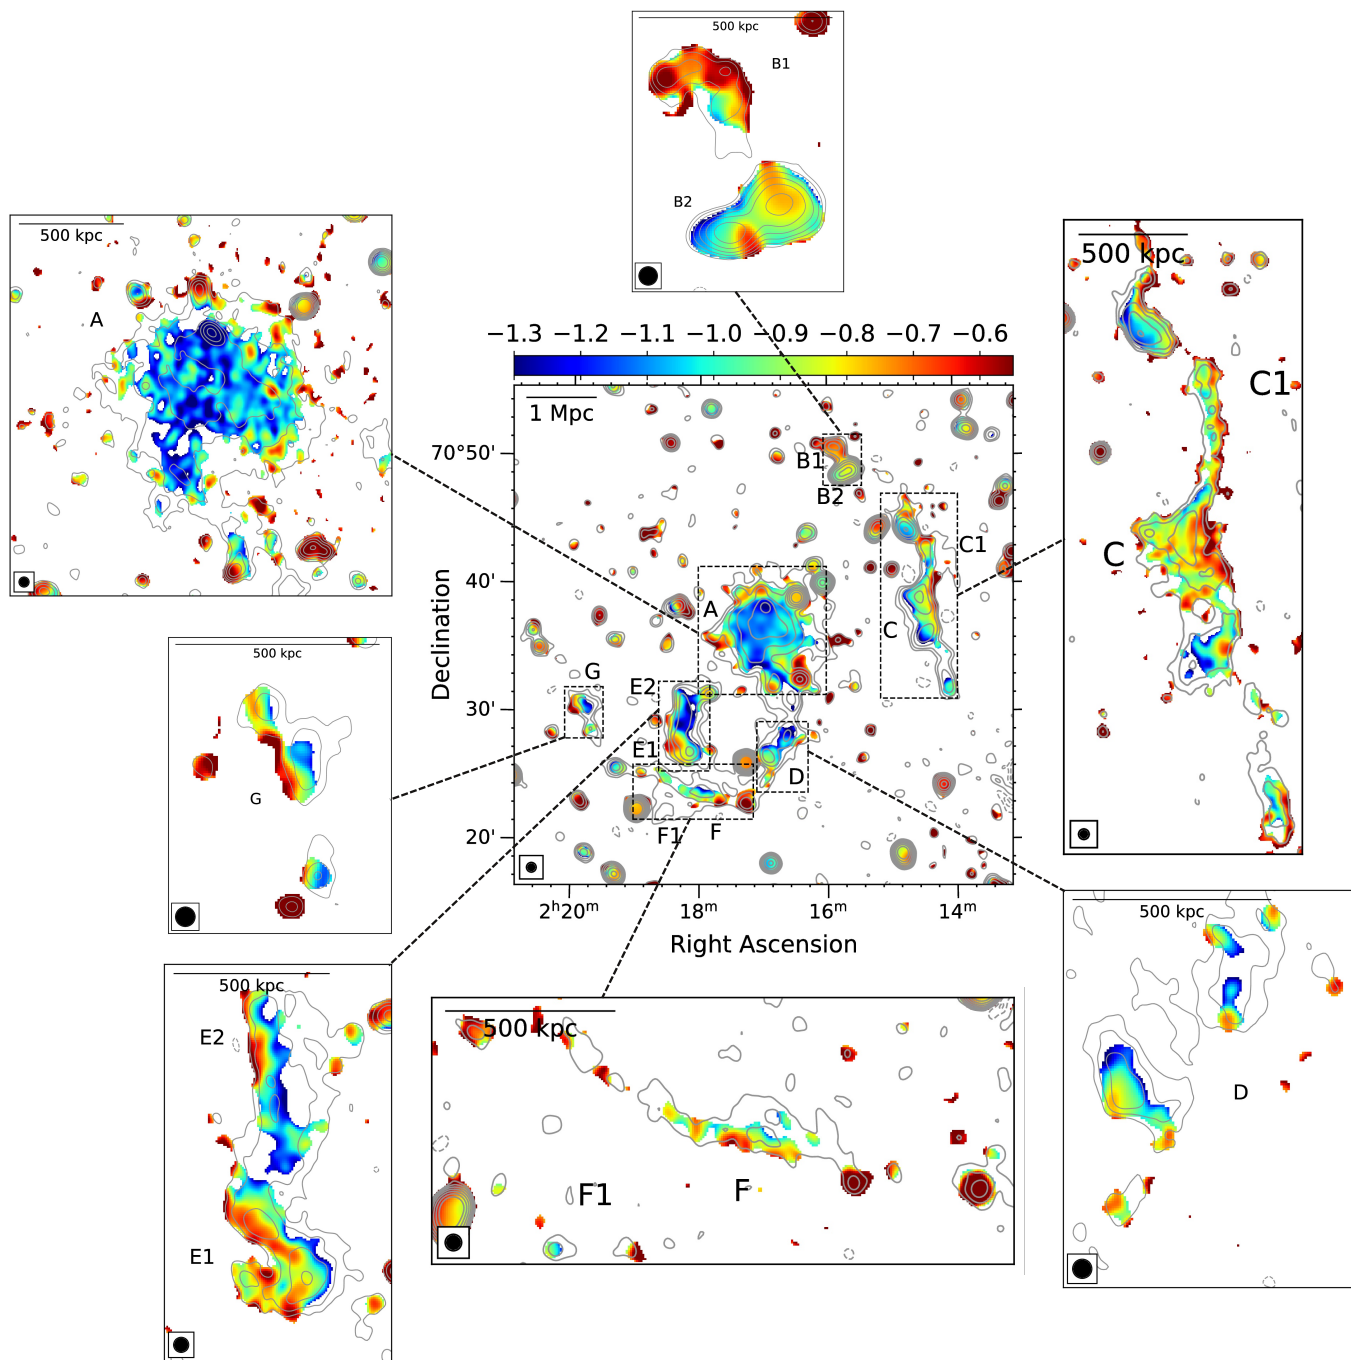 500 kpc
B1
B2
500 kpc
A
500 kpc
C1
C
−1.3 −1.2 −1.1 −1.0 −0.9 −0.8 −0.7 −0.6
1 Mpc
70°50'
40'
30'
20'
Declination
B1
B2
C1
A
C
G
E2
E1
D
F1
F
2ʰ20ᵐ 18ᵐ 16ᵐ 14ᵐ
Right Ascension
500 kpc
G
500 kpc
E2
E1
500 kpc
F1
F
500 kpc
D